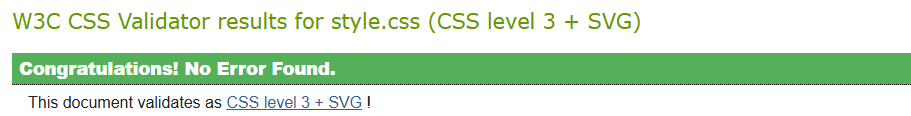 W3C CSS Validator results for style.css (CSS level 3 + SVG)
Congratulations! No Error Found.
This document validates as CSS level 3 + SVG !